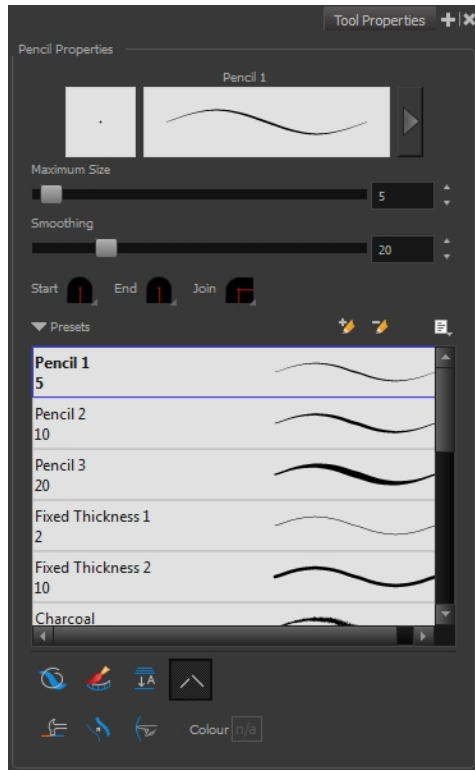 Tool Properties
Pencil Properties
Pencil 1
Maximum Size
5
Smoothing
20
Start End Join
Presets
Pencil 1
5
Pencil 2
10
Pencil 3
20
Fixed Thickness 1
2
Fixed Thickness 2
10
Charcoal
A
Colour n/a